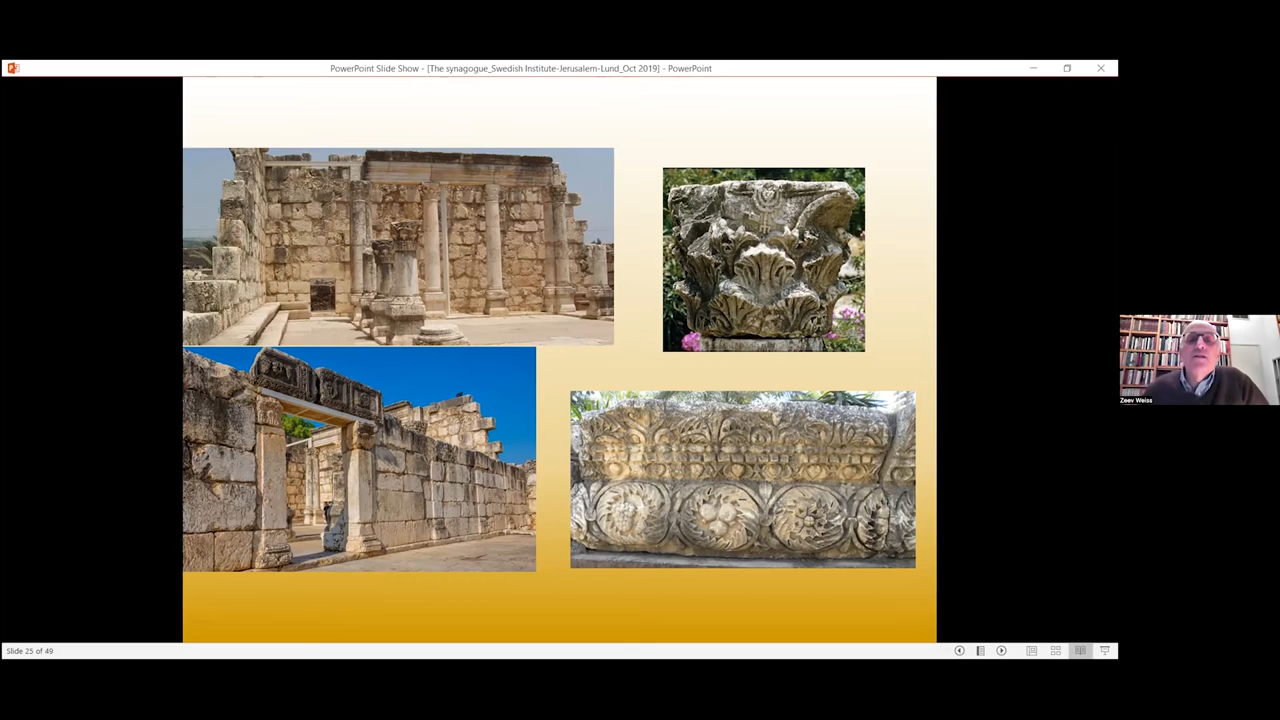 PowerPoint Slide Show - [The synagogue_Swedish Institute-Jerusalem-Lund_Oct 2019] - PowerPoint
Zeev Weiss
Slide 25 of 49